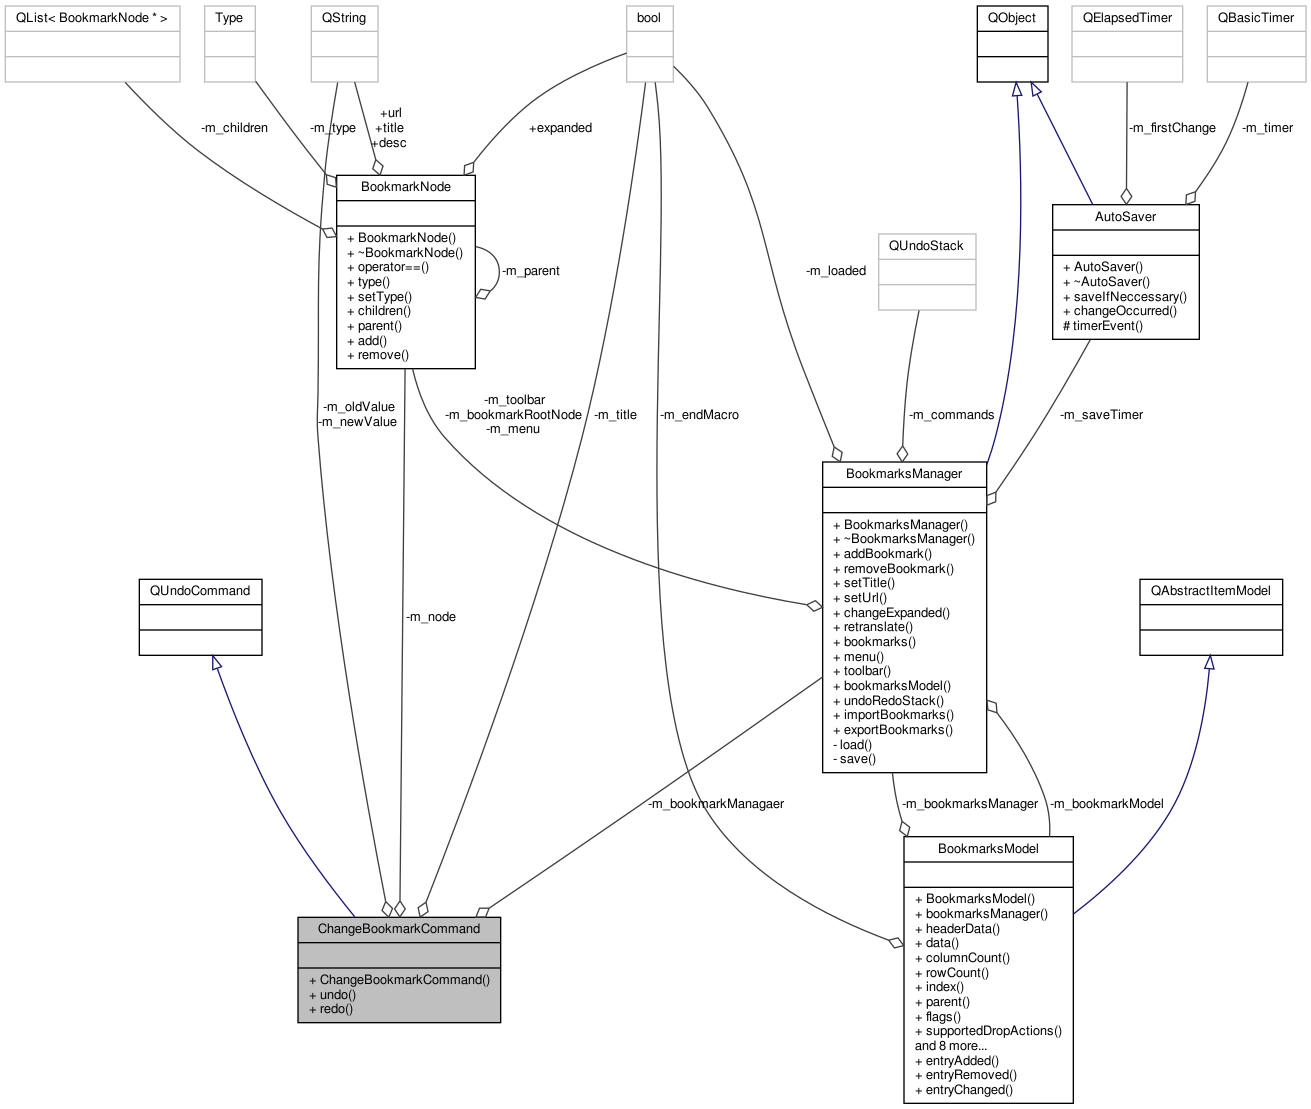 QList< BookmarkNode * >
Type
QString
bool
QObject
QElapsedTimer
QBasicTimer
+url
+title
+desc
-m_children
-m_type
+expanded
-m_firstChange
-m_timer
BookmarkNode
+ BookmarkNode()
+ ~BookmarkNode()
+ operator==()
+ type()
+ setType()
+ children()
+ parent()
+ add()
+ remove()
-m_parent
-m_loaded
QUndoStack
AutoSaver
+ AutoSaver()
+ ~AutoSaver()
+ saveIfNeccessary()
+ changeOccurred()
# timerEvent()
-m_oldValue
-m_newValue
-m_toolbar
-m_bookmarkRootNode
-m_menu
-m_title
-m_endMacro
-m_commands
-m_saveTimer
BookmarksManager
+ BookmarksManager()
+ ~BookmarksManager()
+ addBookmark()
+ removeBookmark()
+ setTitle()
+ setUrl()
+ changeExpanded()
+ retranslate()
+ bookmarks()
+ menu()
+ toolbar()
+ bookmarksModel()
+ undoRedoStack()
+ importBookmarks()
+ exportBookmarks()
- load()
- save()
QUndoCommand
-m_node
QAbstractItemModel
-m_bookmarkManagaer
-m_bookmarksManager
-m_bookmarkModel
ChangeBookmarkCommand
+ ChangeBookmarkCommand()
+ undo()
+ redo()
BookmarksModel
+ BookmarksModel()
+ bookmarksManager()
+ headerData()
+ data()
+ columnCount()
+ rowCount()
+ index()
+ parent()
+ flags()
+ supportedDropActions()
and 8 more...
+ entryAdded()
+ entryRemoved()
+ entryChanged()